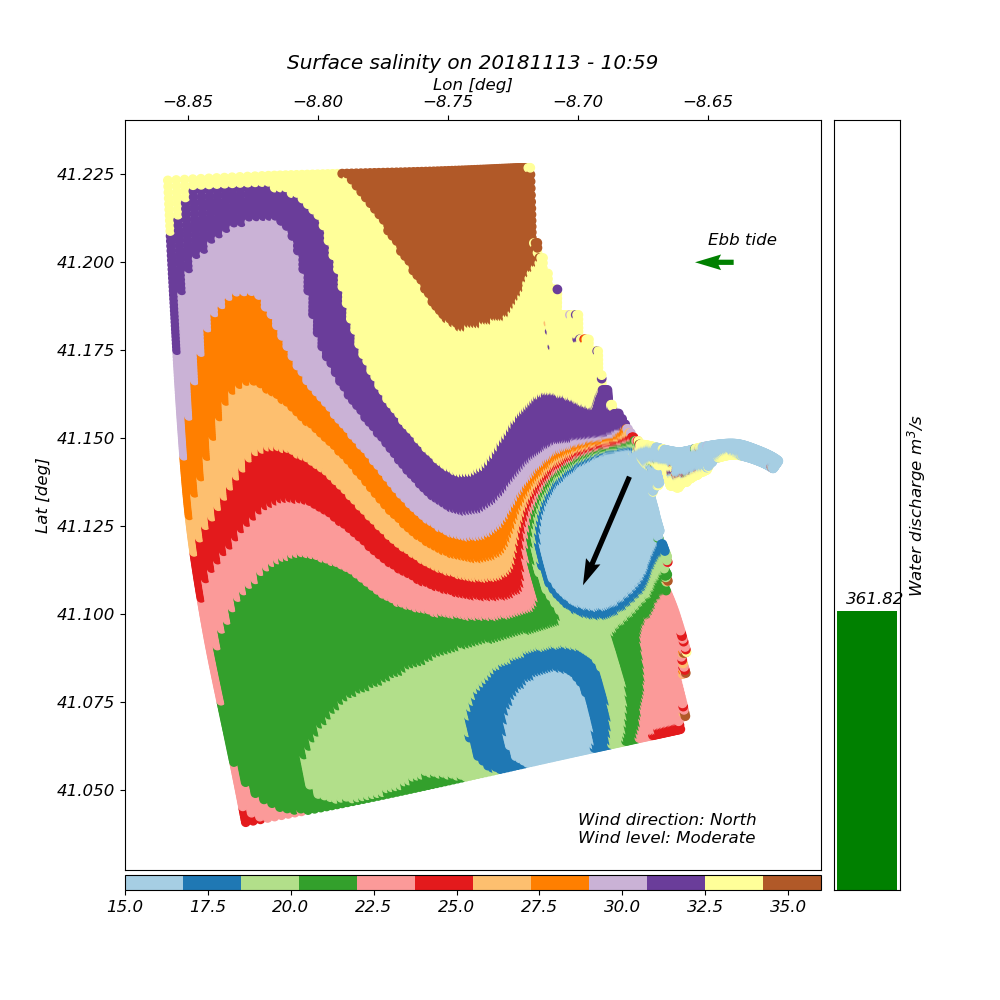 Surface salinity on 20181113 - 10:59
Lon [deg]
−8.85 −8.80 −8.75 −8.70 −8.65
41.225
Ebb tide
41.200
41.175
41.150
Lat [deg]
41.125
41.100
41.075
41.050
Water discharge m³/s
361.82
Wind direction: North
Wind level: Moderate
15.0 17.5 20.0 22.5 25.0 27.5 30.0 32.5 35.0